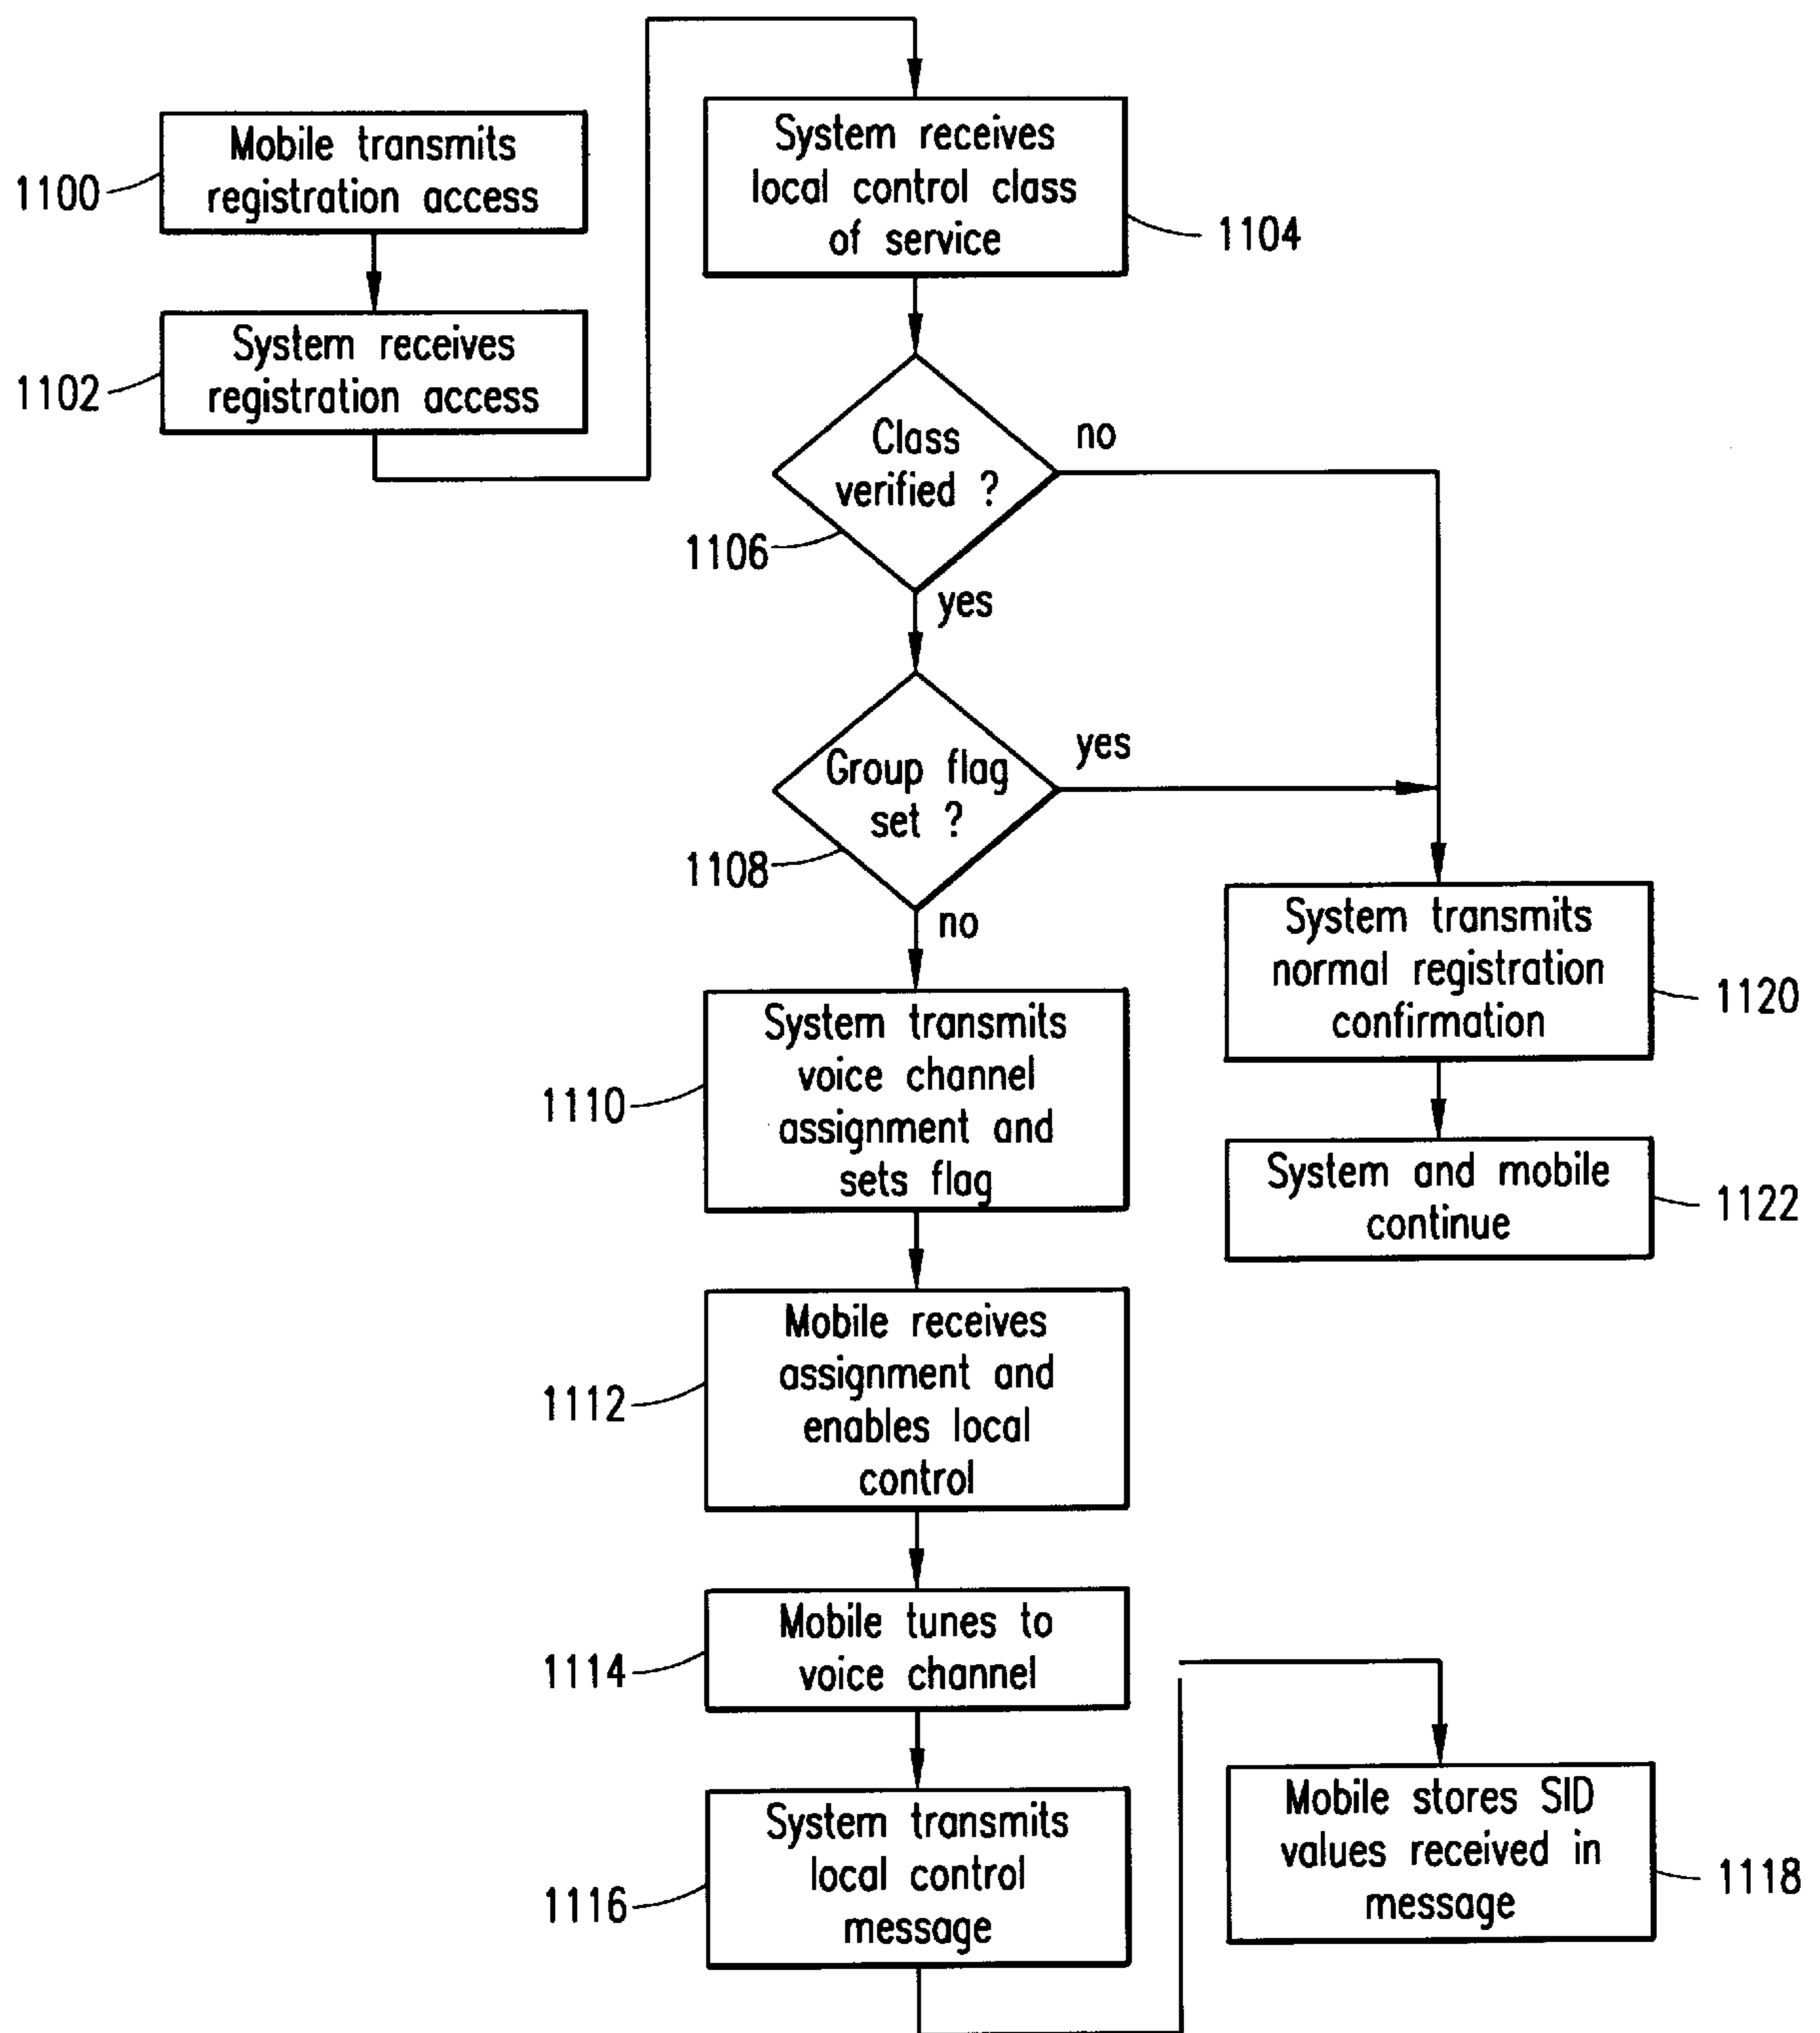 Mobile transmits
registration access
1100
System receives
registration access
1102
System receives
local control class
of service
1104
Class
verified ?
no
1106
yes
Group flag
set ?
yes
1108
no
System transmits
voice channel
assignment and
sets flag
1110
System transmits
normal registration
confirmation
1120
System and mobile
continue
1122
Mobile receives
assignment and
enables local
control
1112
Mobile tunes to
voice channel
1114
System transmits
local control
message
1116
Mobile stores SID
values received in
message
1118